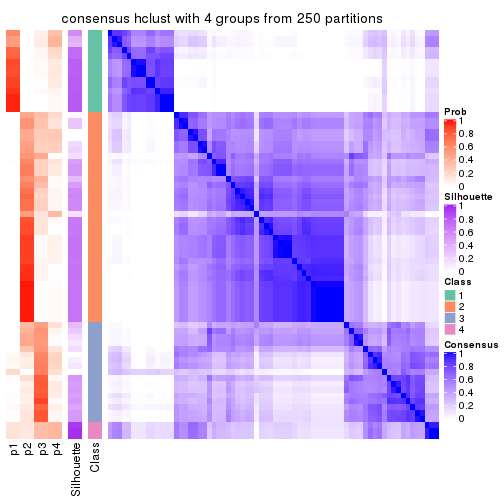 consensus hclust with 4 groups from 250 partitions
Prob
1
0.8
0.6
0.4
0.2
0
Silhouette
1
0.8
0.6
0.4
0.2
0
Class
1
2
3
4
Consensus
1
0.8
0.6
0.4
0.2
0
p1
p2
p3
p4
Silhouette
Class